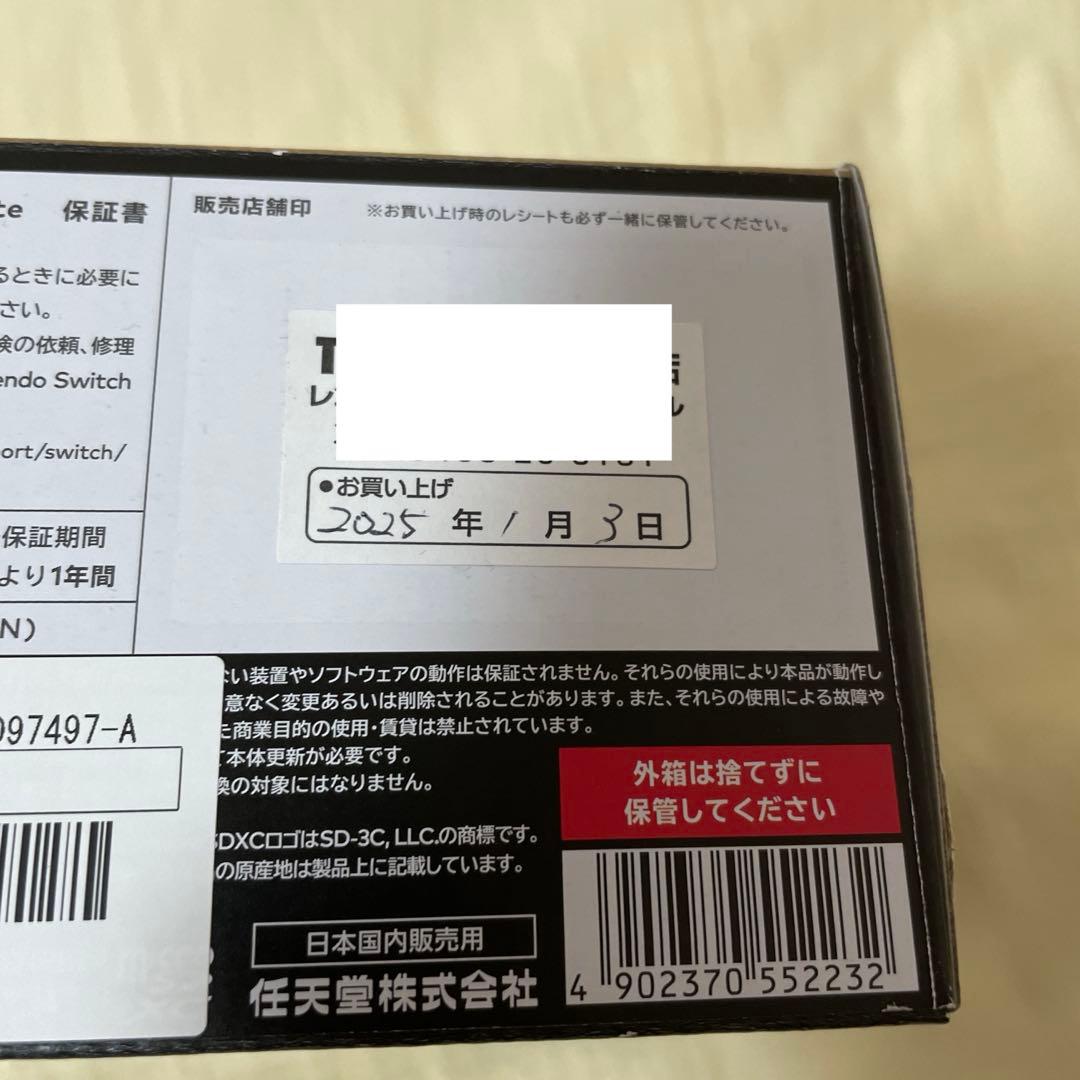 te 保証書
るときに必要に
さい。
険の依頼、修理
endo Switch
ort/switch/
保証期間
より1年間
N)
販売店舗印
※お買い上げ時のレシートも必ず一緒に保管してください。
●お買い上げ
2025年1月3日
ない装置やソフトウェアの動作は保証されません。それらの使用により本品が動作し
意なく変更あるいは削除されることがあります。また、それらの使用による故障や
た商業目的の使用・賃貸は禁止されています。
て本体更新が必要です。
換の対象にはなりません。
097497-A
SDXCロゴはSD-3C, LLC.の商標です。
の原産地は製品上に記載しています。
外箱は捨てずに
保管してください
日本国内販売用
任天堂株式会社
4 902370 552232